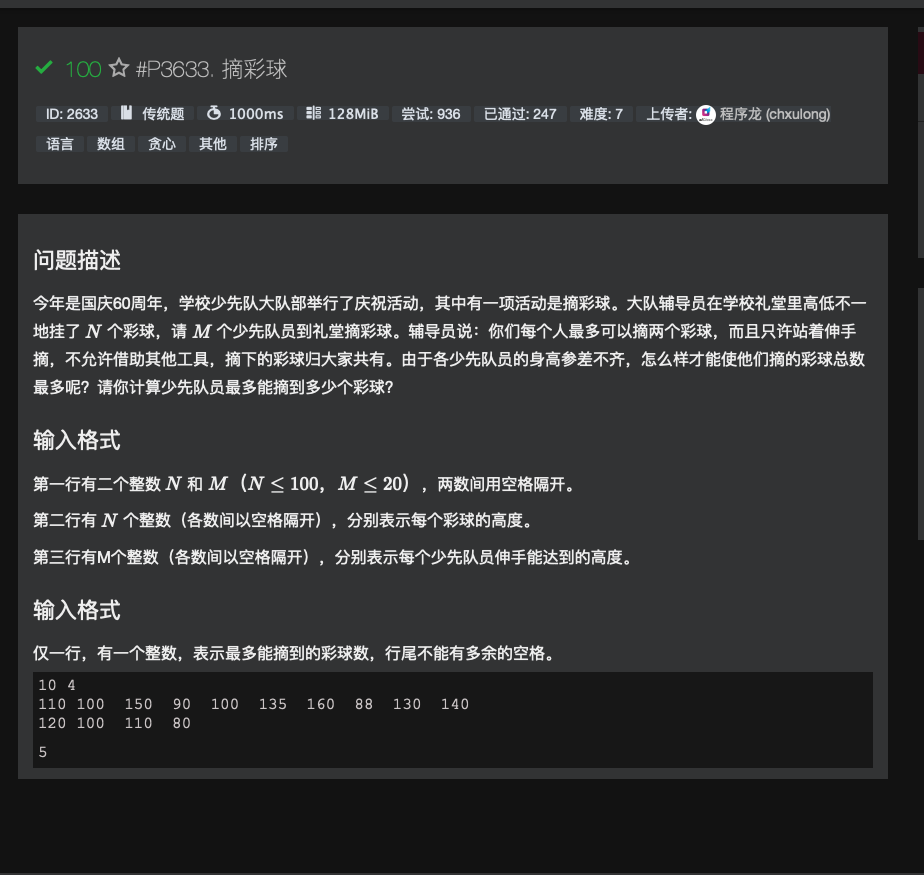 100 #P3633. 摘彩球
ID: 2633 传统题 1000ms 128MiB 尝试: 936 已通过: 247 难度: 7 上传者: 程序龙 (chxulong)
语言 数组 贪心 其他 排序
问题描述
今年是国庆60周年，学校少先队大队部举行了庆祝活动，其中有一项活动是摘彩球。大队辅导员在学校礼堂里高低不一
地挂了 N 个彩球，请 M 个少先队员到礼堂摘彩球。辅导员说：你们每个人最多可以摘两个彩球，而且只许站着伸手
摘，不允许借助其他工具，摘下的彩球归大家共有。由于各少先队员的身高参差不齐，怎么样才能使他们摘的彩球总数
最多呢？请你计算少先队员最多能摘到多少个彩球？
输入格式
第一行有二个整数 N 和 M（N ≤ 100，M ≤ 20），两数间用空格隔开。
第二行有 N 个整数（各数间以空格隔开），分别表示每个彩球的高度。
第三行有M个整数（各数间以空格隔开），分别表示每个少先队员伸手能达到的高度。
输入格式
仅一行，有一个整数，表示最多能摘到的彩球数，行尾不能有多余的空格。
10 4
110 100  150  90  100  135  160  88  130  140
120 100  110  80
5